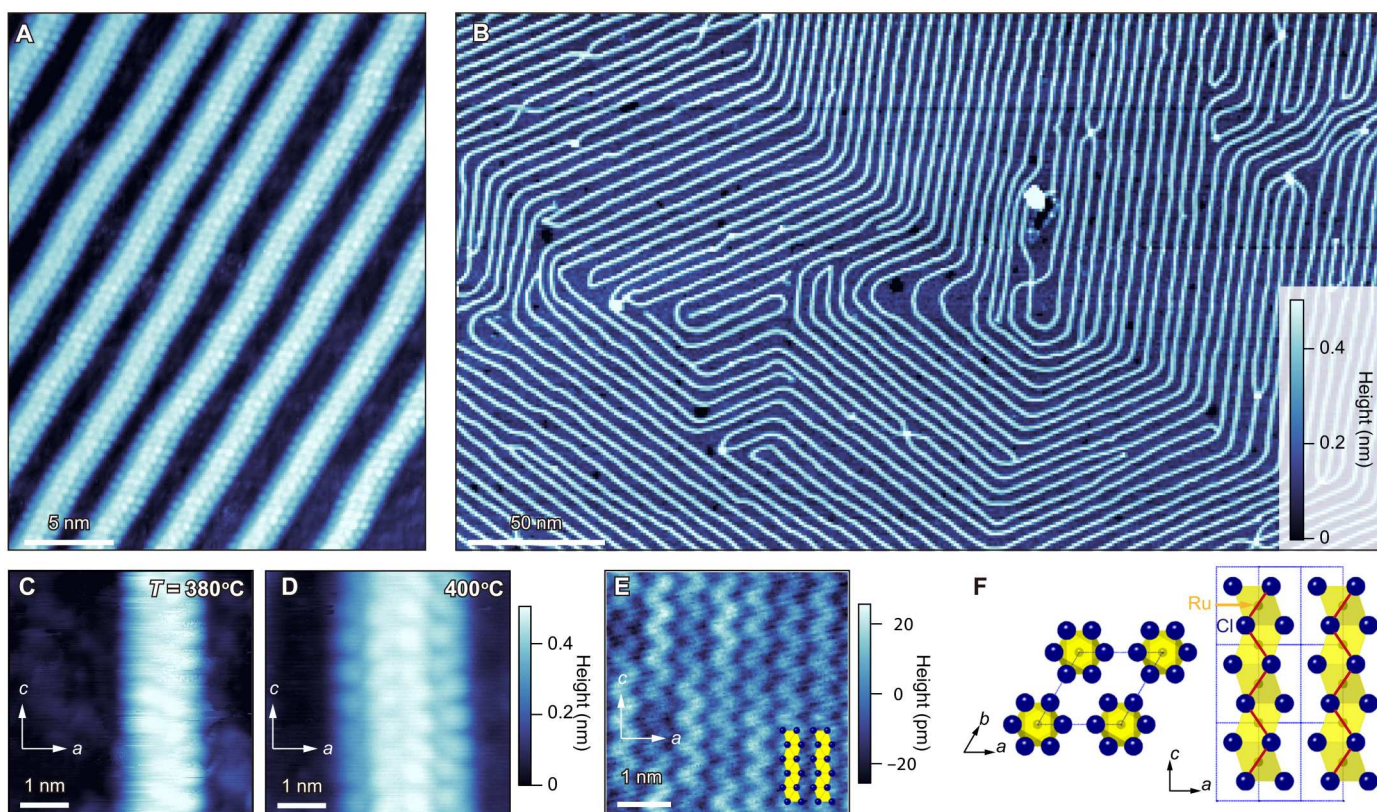 A
5 nm
B
50 nm
0.4
0.2
0
Height (nm)
C
T = 380°C
c
a
1 nm
D
400°C
c
a
1 nm
0.4
0.2
0
Height (nm)
E
c
a
1 nm
20
0
−20
Height (pm)
F
b
a
Ru
Cl
c
a